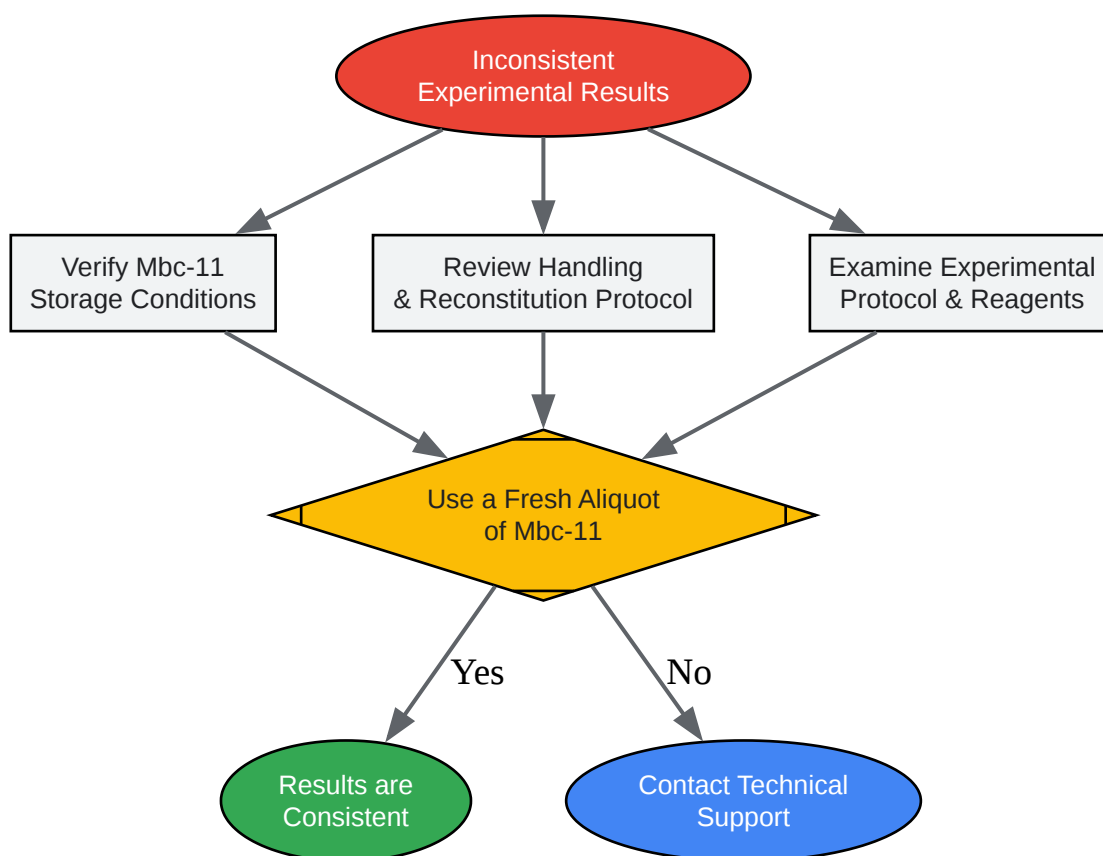 Inconsistent
Experimental Results
Verify Mbc-11
Storage Conditions
Review Handling
& Reconstitution Protocol
Examine Experimental
Protocol & Reagents
Use a Fresh Aliquot
of Mbc-11
Yes
No
Results are
Consistent
Contact Technical
Support